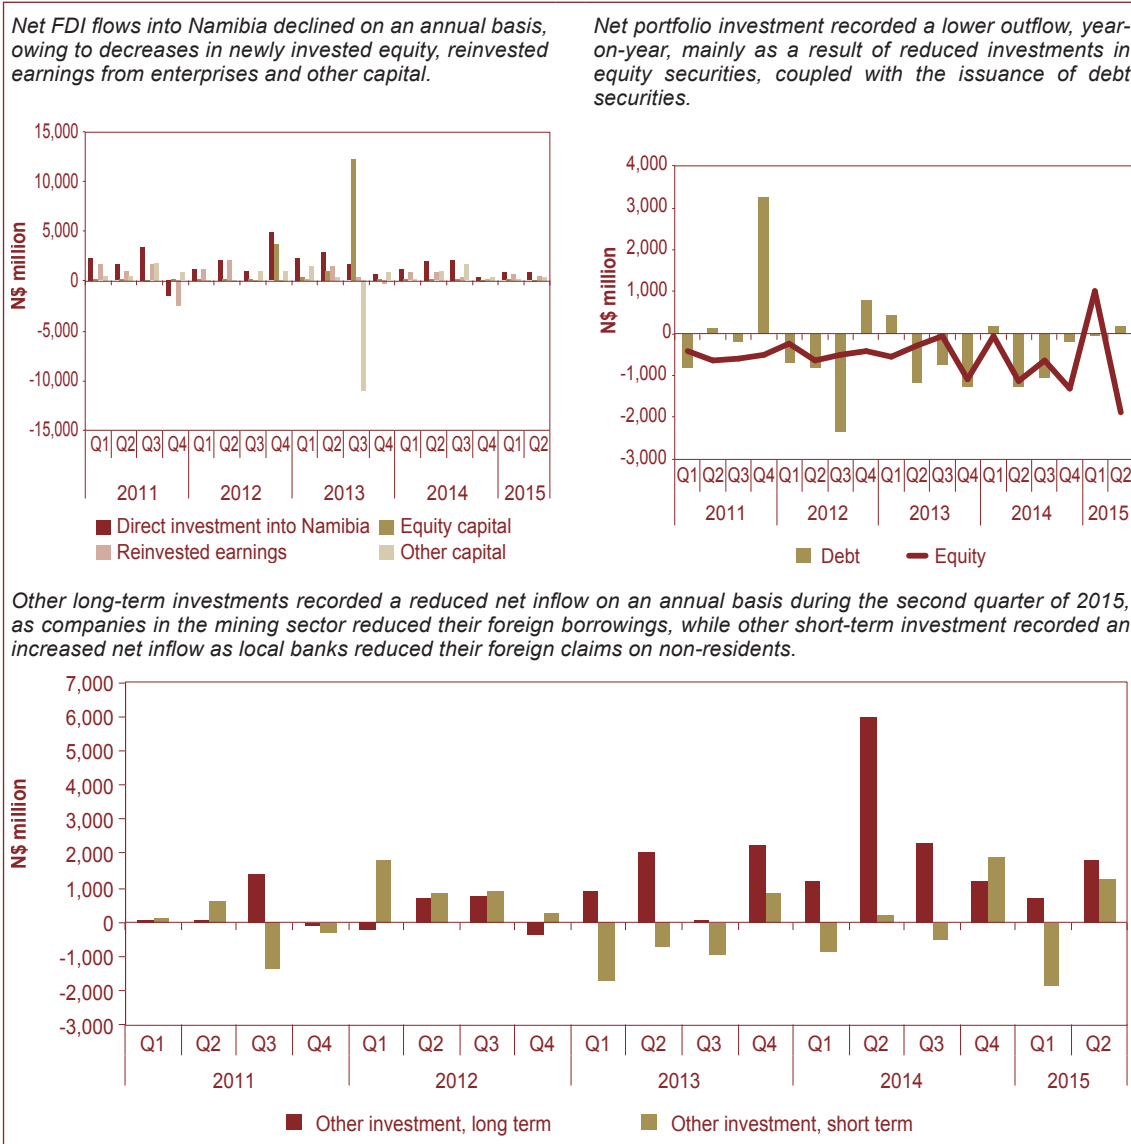 Net FDI flows into Namibia declined on an annual basis,
owing to decreases in newly invested equity, reinvested
earnings from enterprises and other capital.
15,000
10,000
5,000
0
-5,000
-10,000
-15,000
N$ million
Q1 Q2 Q3 Q4 Q1 Q2 Q3 Q4 Q1 Q2 Q3 Q4 Q1 Q2 Q3 Q4 Q1 Q2
2011 2012 2013 2014 2015
Direct investment into Namibia Equity capital
Reinvested earnings Other capital
Net portfolio investment recorded a lower outflow, year-
on-year, mainly as a result of reduced investments in
equity securities, coupled with the issuance of debt
securities.
4,000
3,000
2,000
1,000
0
-1,000
-2,000
-3,000
N$ million
Q1 Q2 Q3 Q4 Q1 Q2 Q3 Q4 Q1 Q2 Q3 Q4 Q1 Q2 Q3 Q4 Q1 Q2
2011 2012 2013 2014 2015
Debt Equity
Other long-term investments recorded a reduced net inflow on an annual basis during the second quarter of 2015,
as companies in the mining sector reduced their foreign borrowings, while other short-term investment recorded an
increased net inflow as local banks reduced their foreign claims on non-residents.
7,000
6,000
5,000
4,000
3,000
2,000
1,000
0
-1,000
-2,000
-3,000
N$ million
Q1 Q2 Q3 Q4 Q1 Q2 Q3 Q4 Q1 Q2 Q3 Q4 Q1 Q2 Q3 Q4 Q1 Q2
2011 2012 2013 2014 2015
Other investment, long term Other investment, short term